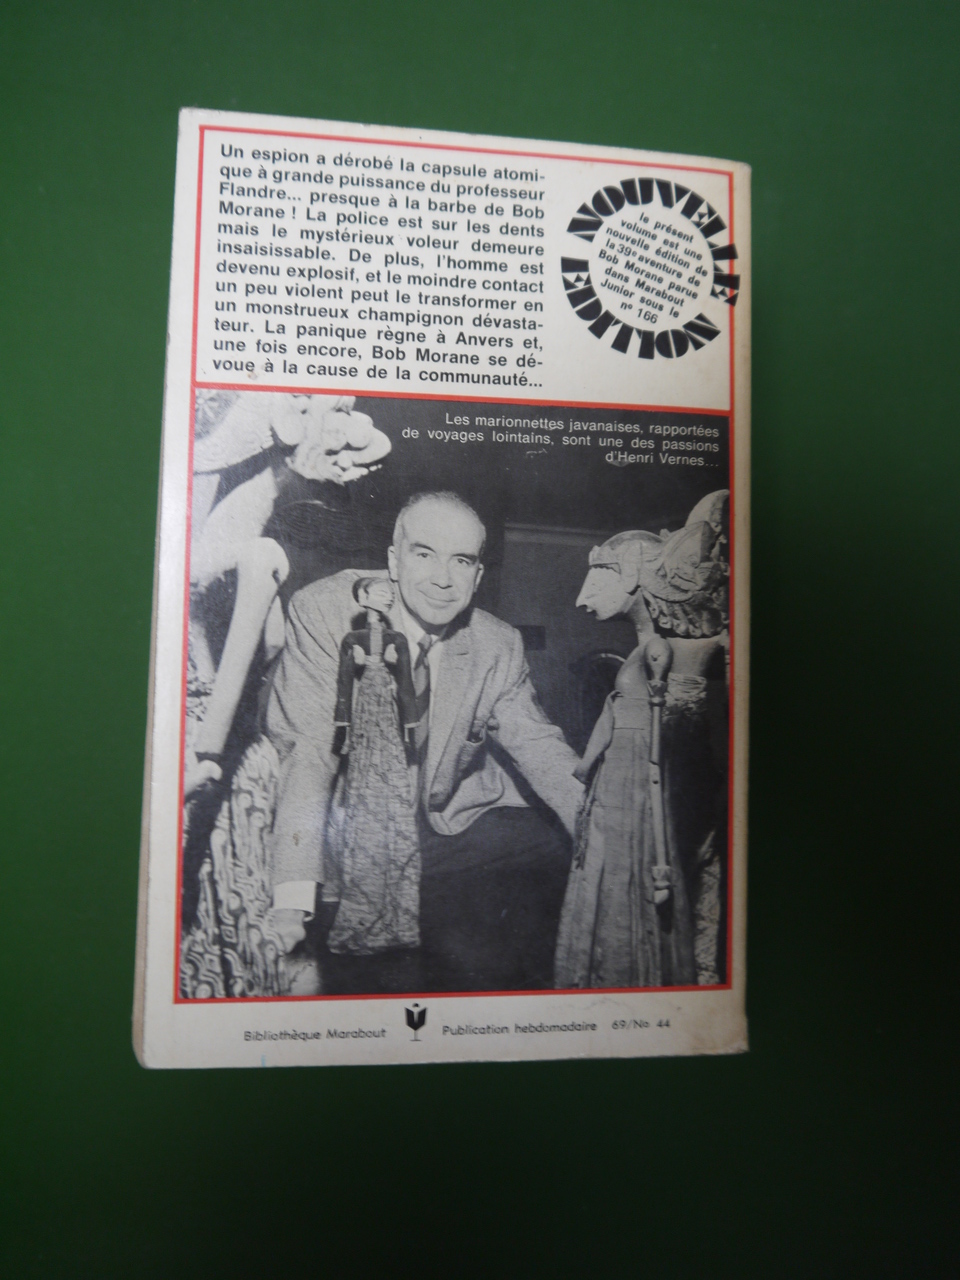 Un espion a dérobé la capsule atomi-
que à grande puissance du professeur
Flandre... presque à la barbe de Bob
Morane ! La police est sur les dents
mais le mystérieux voleur demeure
insaisissable. De plus, l'homme est
devenu explosif, et le moindre contact
un peu violent peut le transformer en
un monstrueux champignon dévasta-
teur. La panique règne à Anvers et,
une fois encore, Bob Morane se dé-
voue à la cause de la communauté...
NOUVELLE
EDITION
le présent
volume est une
nouvelle édition de
la 39e aventure de
Bob Morane parue
dans Marabout
Junior sous le
n° 166
Les marionnettes javanaises, rapportées
de voyages lointains, sont une des passions
d'Henri Vernes...
Bibliothèque Marabout Publication hebdomadaire 69/No 44